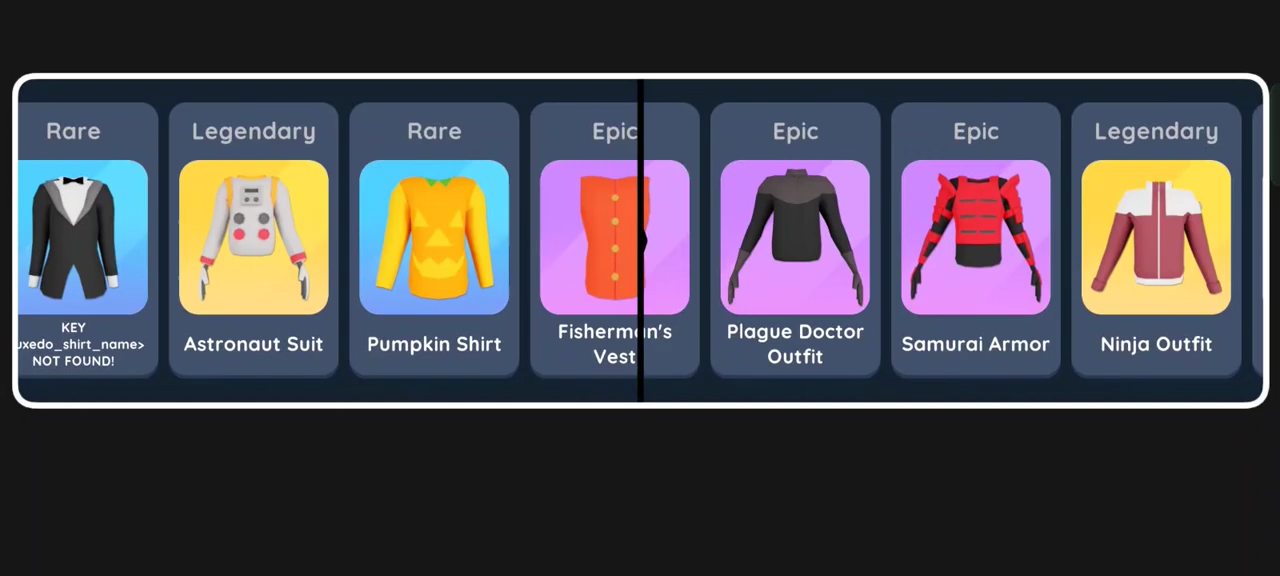 Rare
Legendary
Rare
Epic
Epic
Epic
Legendary
KEY
uxedo_shirt_name>
NOT FOUND!
Astronaut Suit
Pumpkin Shirt
Fisherman's
Vest
Plague Doctor
Outfit
Samurai Armor
Ninja Outfit